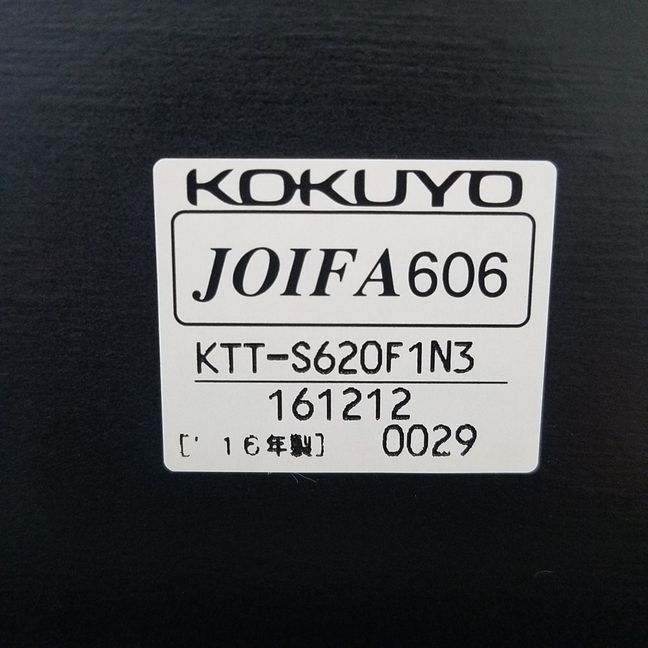 KOKUYO
JOIFA606
KTT-S620F1N3
161212
['16年製] 0029